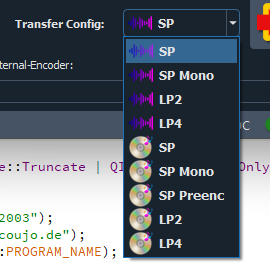 Transfer Config: SP
SP
ternal-Encoder:
SP Mono
LP2
LP4
SP
SP Mono
SP Preenc
LP2
LP4
e::Truncate | QI
Only
2003");
coujo.de");
:PROGRAM_NAME);